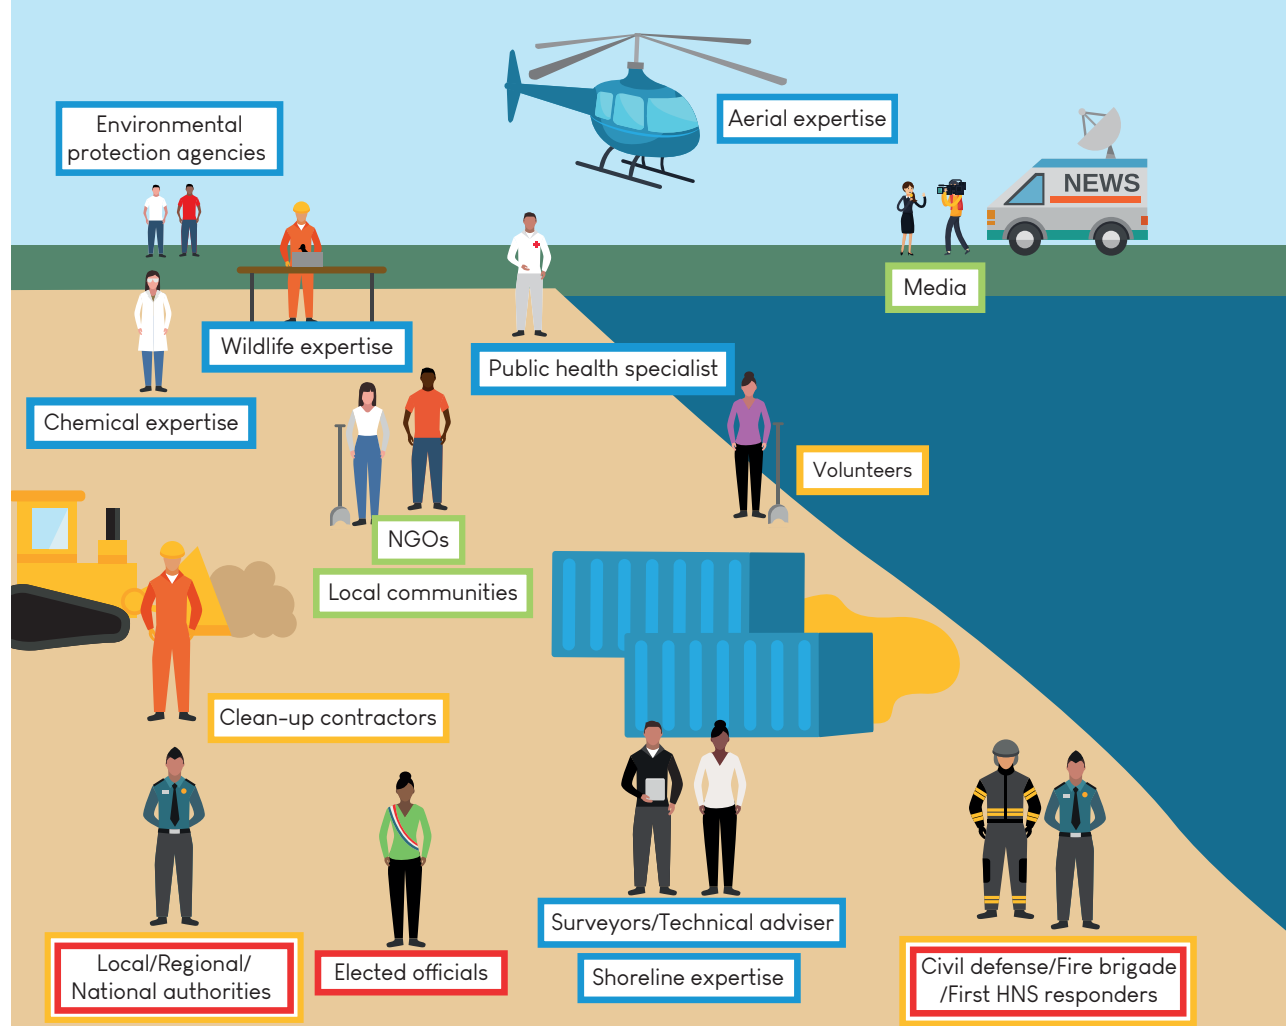 Environmental
protection agencies
Aerial expertise
NEWS
Media
Wildlife expertise
Public health specialist
Chemical expertise
Volunteers
NGOs
Local communities
Clean-up contractors
Surveyors/Technical adviser
Shoreline expertise
Local/Regional/
National authorities
Elected officials
Civil defense/Fire brigade
/First HNS responders